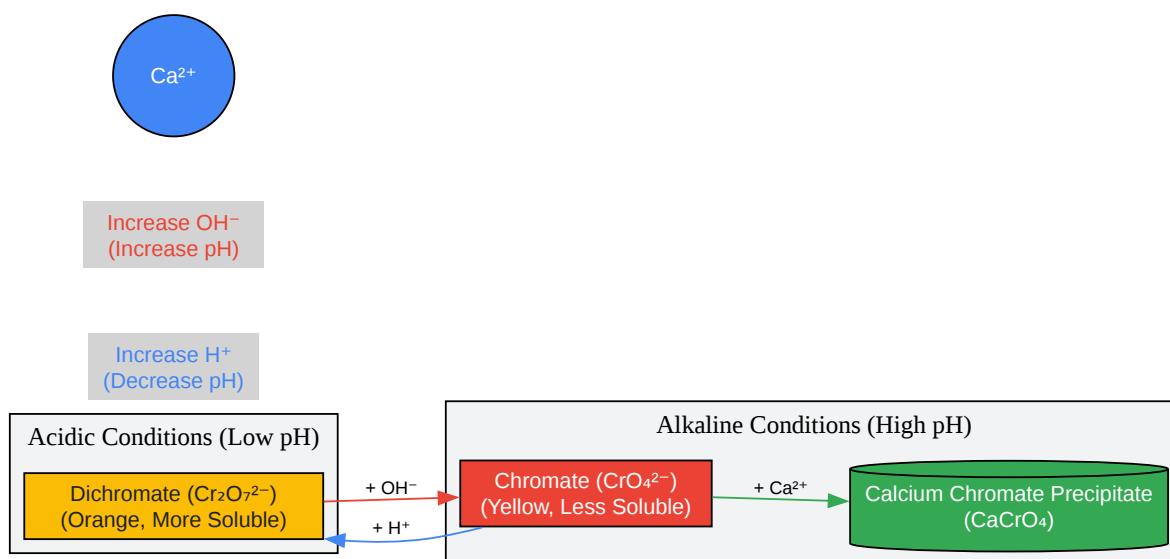 Ca²⁺
Increase OH⁻
(Increase pH)
Increase H⁺
(Decrease pH)
Acidic Conditions (Low pH)
Dichromate (Cr₂O₇²⁻)
(Orange, More Soluble)
+ OH⁻
+ H⁺
Alkaline Conditions (High pH)
Chromate (CrO₄²⁻)
(Yellow, Less Soluble)
+ Ca²⁺
Calcium Chromate Precipitate
(CaCrO₄)